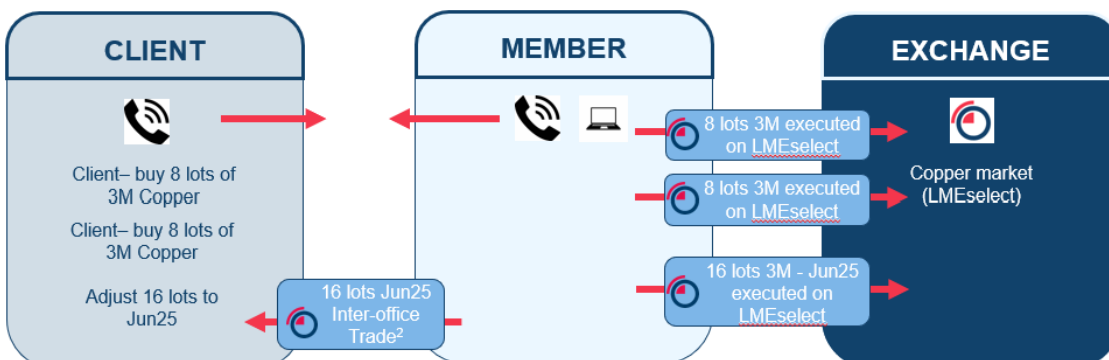 CLIENT
Client– buy 8 lots of
3M Copper
Client– buy 8 lots of
3M Copper
Adjust 16 lots to
Jun25
16 lots Jun25
Inter-office
Trade²
MEMBER
8 lots 3M executed
on LMEselect
8 lots 3M executed
on LMEselect
16 lots 3M - Jun25
executed on
LMEselect
EXCHANGE
Copper market
(LMEselect)